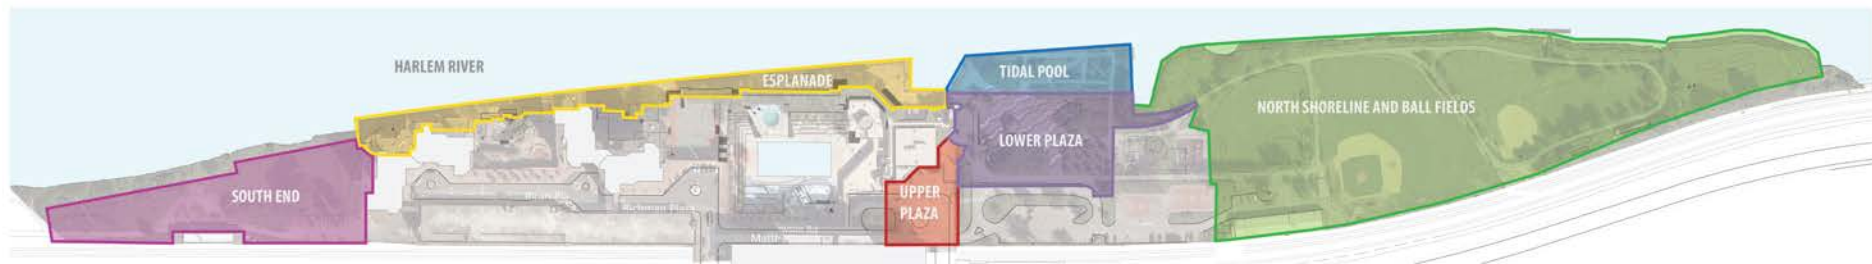 HARLEM RIVER
ESPLANADE
TIDAL POOL
NORTH SHORELINE AND BALL FIELDS
LOWER PLAZA
SOUTH END
UPPER
PLAZA